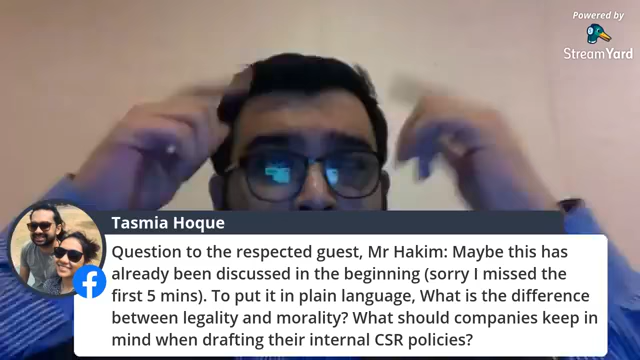 Powered by
StreamYard
Tasmia Hoque
Question to the respected guest, Mr Hakim: Maybe this has
already been discussed in the beginning (sorry I missed the
first 5 mins). To put it in plain language, What is the difference
between legality and morality? What should companies keep in
mind when drafting their internal CSR policies?